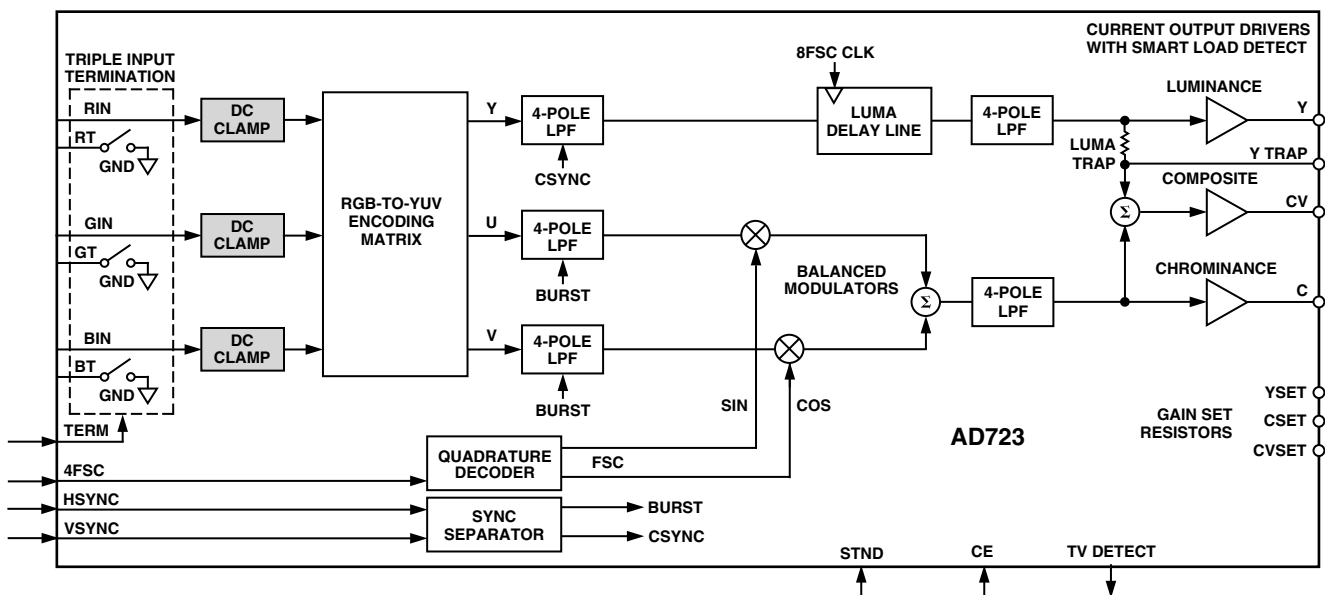 CURRENT OUTPUT DRIVERS
WITH SMART LOAD DETECT
TRIPLE INPUT
TERMINATION
8FSC CLK
LUMINANCE
RIN
DC
CLAMP
Y
4-POLE
LPF
LUMA
DELAY LINE
4-POLE
LPF
Y
RT
GND
LUMA
TRAP
Y TRAP
CSYNC
COMPOSITE
RGB-TO-YUV
ENCODING
MATRIX
GIN
DC
CLAMP
U
4-POLE
LPF
Σ
CV
GT
GND
BURST
BALANCED
MODULATORS
CHROMINANCE
Σ
4-POLE
LPF
C
BIN
DC
CLAMP
V
4-POLE
LPF
BT
GND
BURST
SIN
COS
YSET
GAIN SET
RESISTORS
CSET
CVSET
TERM
AD723
QUADRATURE
DECODER
FSC
4FSC
HSYNC
SYNC
SEPARATOR
BURST
VSYNC
CSYNC
STND
CE
TV DETECT